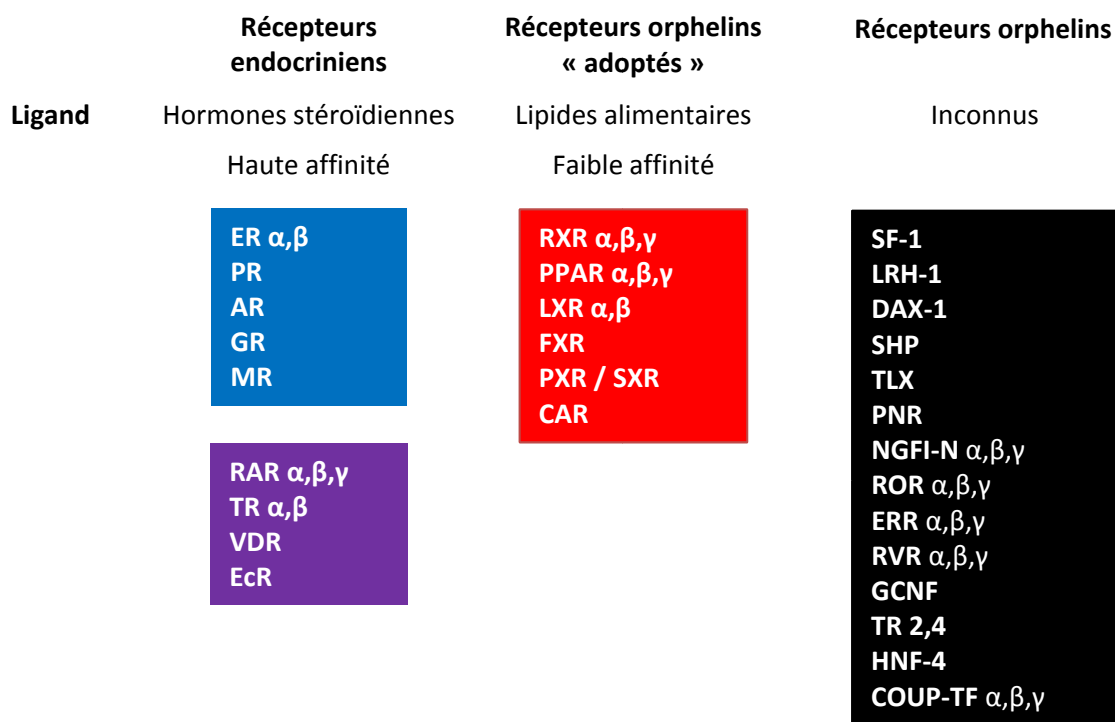 Récepteurs
endocriniens
Récepteurs orphelins
« adoptés »
Récepteurs orphelins
Ligand
Hormones stéroïdiennes
Lipides alimentaires
Inconnus
Haute affinité
Faible affinité
ER α,β
PR
AR
GR
MR
RAR α,β,γ
TR α,β
VDR
EcR
RXR α,β,γ
PPAR α,β,γ
LXR α,β
FXR
PXR / SXR
CAR
SF-1
LRH-1
DAX-1
SHP
TLX
PNR
NGFI-N α,β,γ
ROR α,β,γ
ERR α,β,γ
RVR α,β,γ
GCNF
TR 2,4
HNF-4
COUP-TF α,β,γ